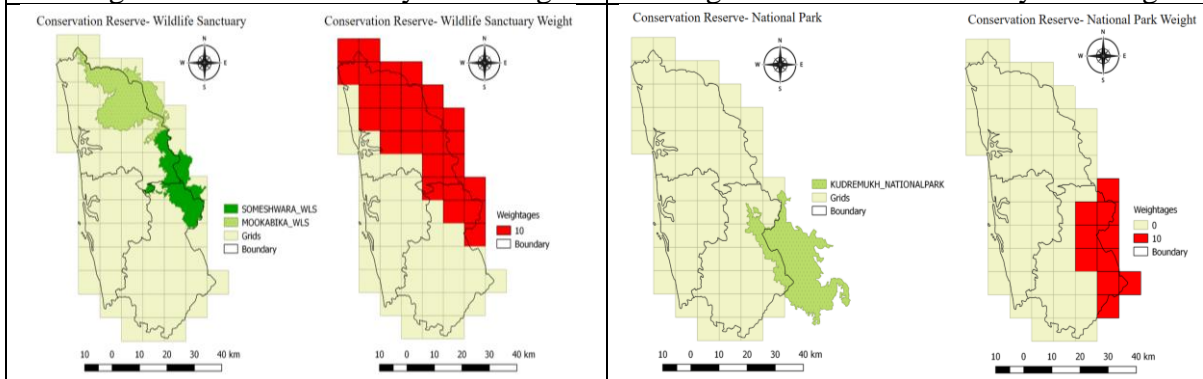 Conservation Reserve- Wildlife Sanctuary
N
W E
S
SOMESHWARA_WLS
MOOKABIKA_WLS
Grids
Boundary
10 0 10 20 30 40 km
Conservation Reserve- Wildlife Sanctuary Weight
N
W E
S
Weightages
10
Boundary
10 0 10 20 30 40 km
Conservation Reserve- National Park
N
W E
S
KUDREMUKH_NATIONALPARK
Grids
Boundary
10 0 10 20 30 40 km
Conservation Reserve- National Park Weight
N
W E
S
Weightages
0
10
Boundary
10 0 10 20 30 40 km